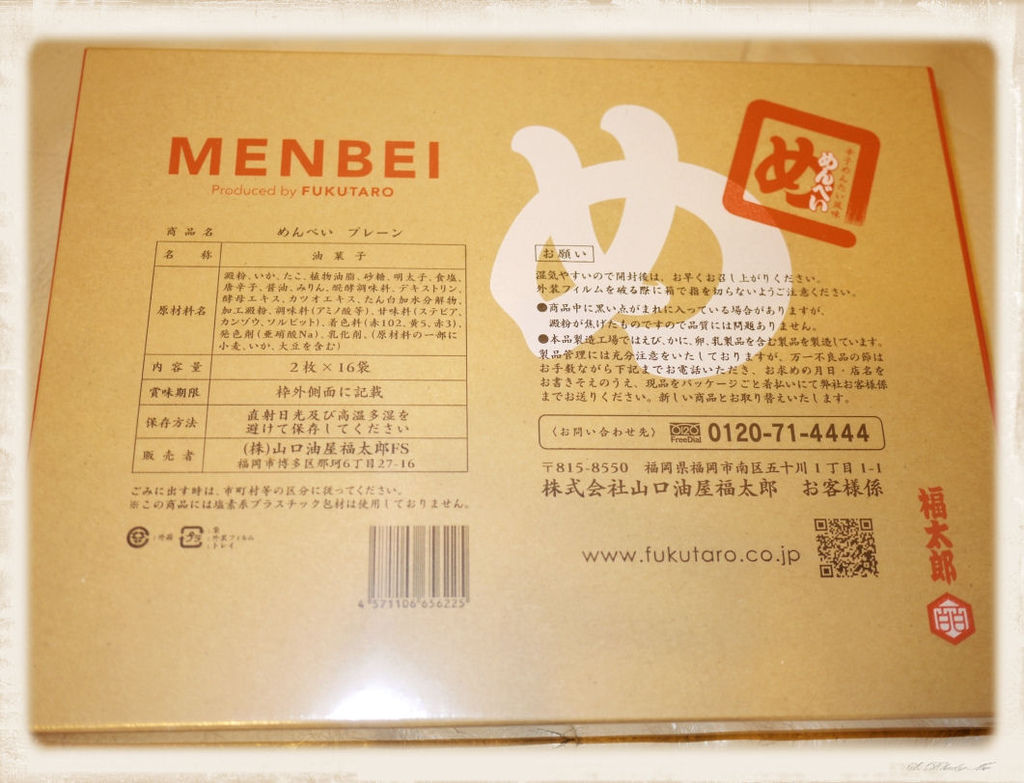 MENBEI
Produced by FUKUTARO
商品名 めんべい プレーン
名 称 油菓子
原材料名 澱粉、いか、たこ、植物油脂、砂糖、明太子、食塩、
唐辛子、醤油、みりん、醗酵調味料、デキストリン、
酵母エキス、カツオエキス、たん白加水分解物、
加工澱粉、調味料(アミノ酸等)、甘味料(ステビア、
カンゾウ、ソルビット)、着色料(赤102、黄5、赤3)、
発色剤(亜硝酸Na)、乳化剤、(原材料の一部に
小麦、いか、大豆を含む)
内容量 2枚×16袋
賞味期限 枠外側面に記載
保存方法 直射日光及び高温多湿を
避けて保存してください
販売者 (株)山口油屋福太郎FS
福岡市博多区那珂6丁目27-16
ごみに出す時は、市町村等の区分に従ってください。
※この商品には塩素系プラスチック包材は使用しておりません。
:外箱
:外装フィルム
:トレイ
4 571106 656225
め
め
めんべい
辛子めんたい風味
お願い
湿気やすいので開封後は、お早くお召し上がりください。
外装フィルムを破る際に箱で指を切らないようご注意ください。
●商品中に黒い点がまれに入っている場合がありますが、
澱粉が焦げたものですので品質には問題ありません。
●本品製造工場ではえび、かに、卵、乳製品を含む製品を製造しています。
製品管理には充分注意をいたしておりますが、万一不良品の節は
お手数ながら下記までお電話いただき、お求めの月日・店名を
お書きそえのうえ、現品をパッケージごと着払いにて弊社お客様係
までお送りください。新しい商品とお取り替えいたします。
〈お問い合わせ先〉 FreeDial 0120-71-4444
〒815-8550 福岡県福岡市南区五十川1丁目1-1
株式会社山口油屋福太郎 お客様係
www.fukutaro.co.jp
福太郎